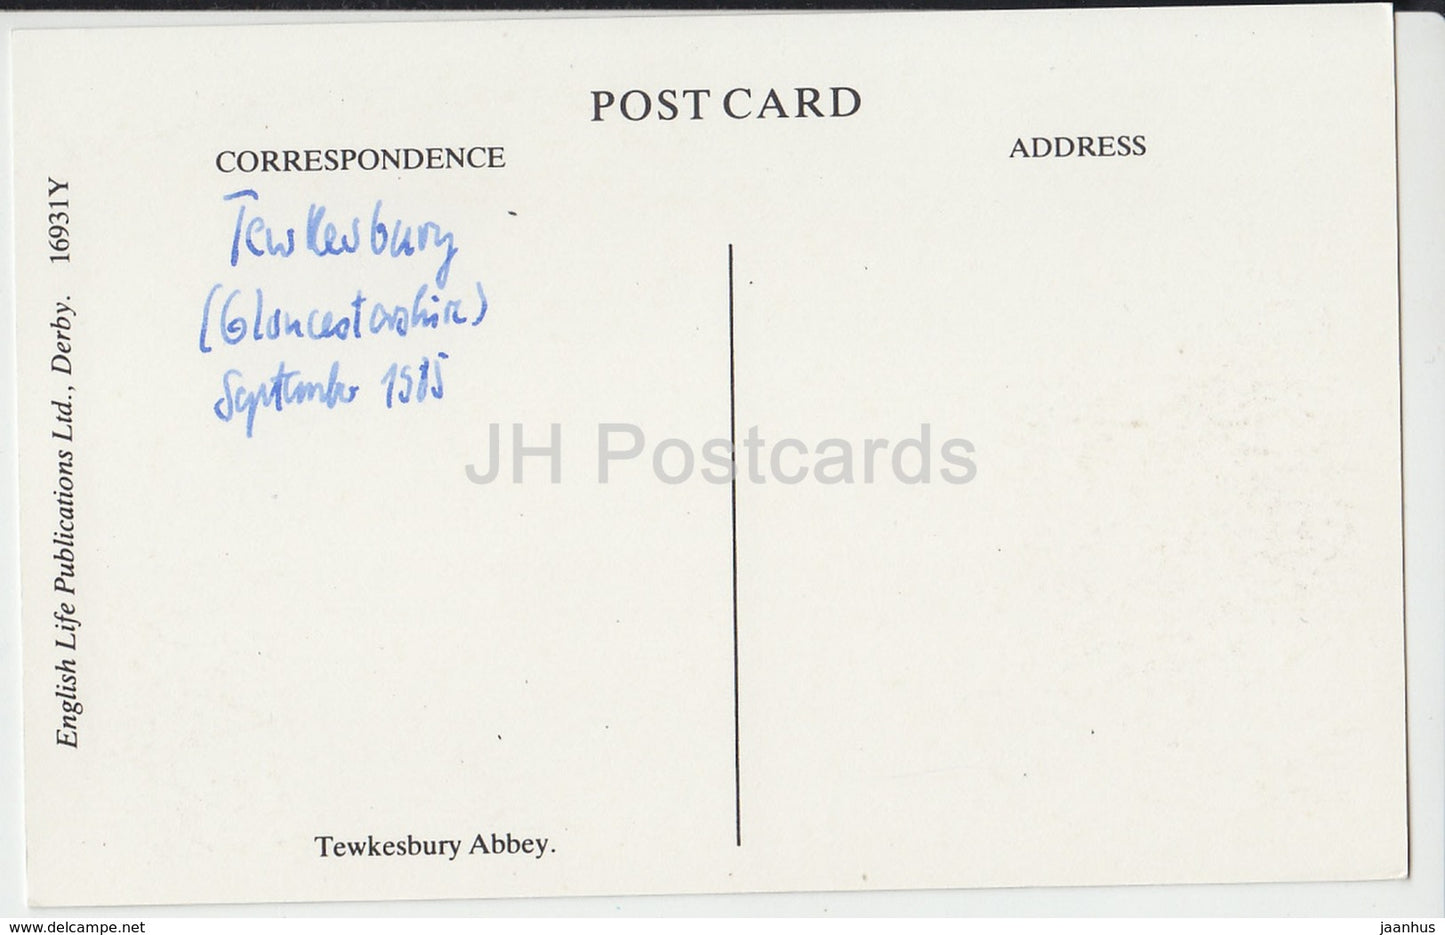 POST CARD
CORRESPONDENCE
ADDRESS
Tewkesbury
(Gloucestershire)
September 1985
JH Postcards
English Life Publications Ltd., Derby. 16931Y
Tewkesbury Abbey.
www.delcampe.net
jaanhus